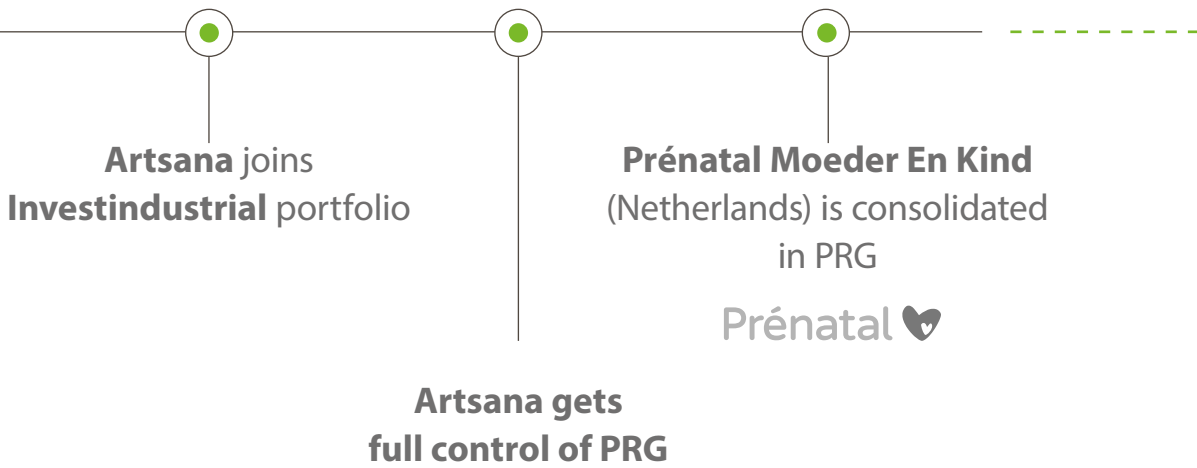 Artsana joins
Investindustrial portfolio
Prénatal Moeder En Kind
(Netherlands) is consolidated
in PRG
Prénatal
Artsana gets
full control of PRG